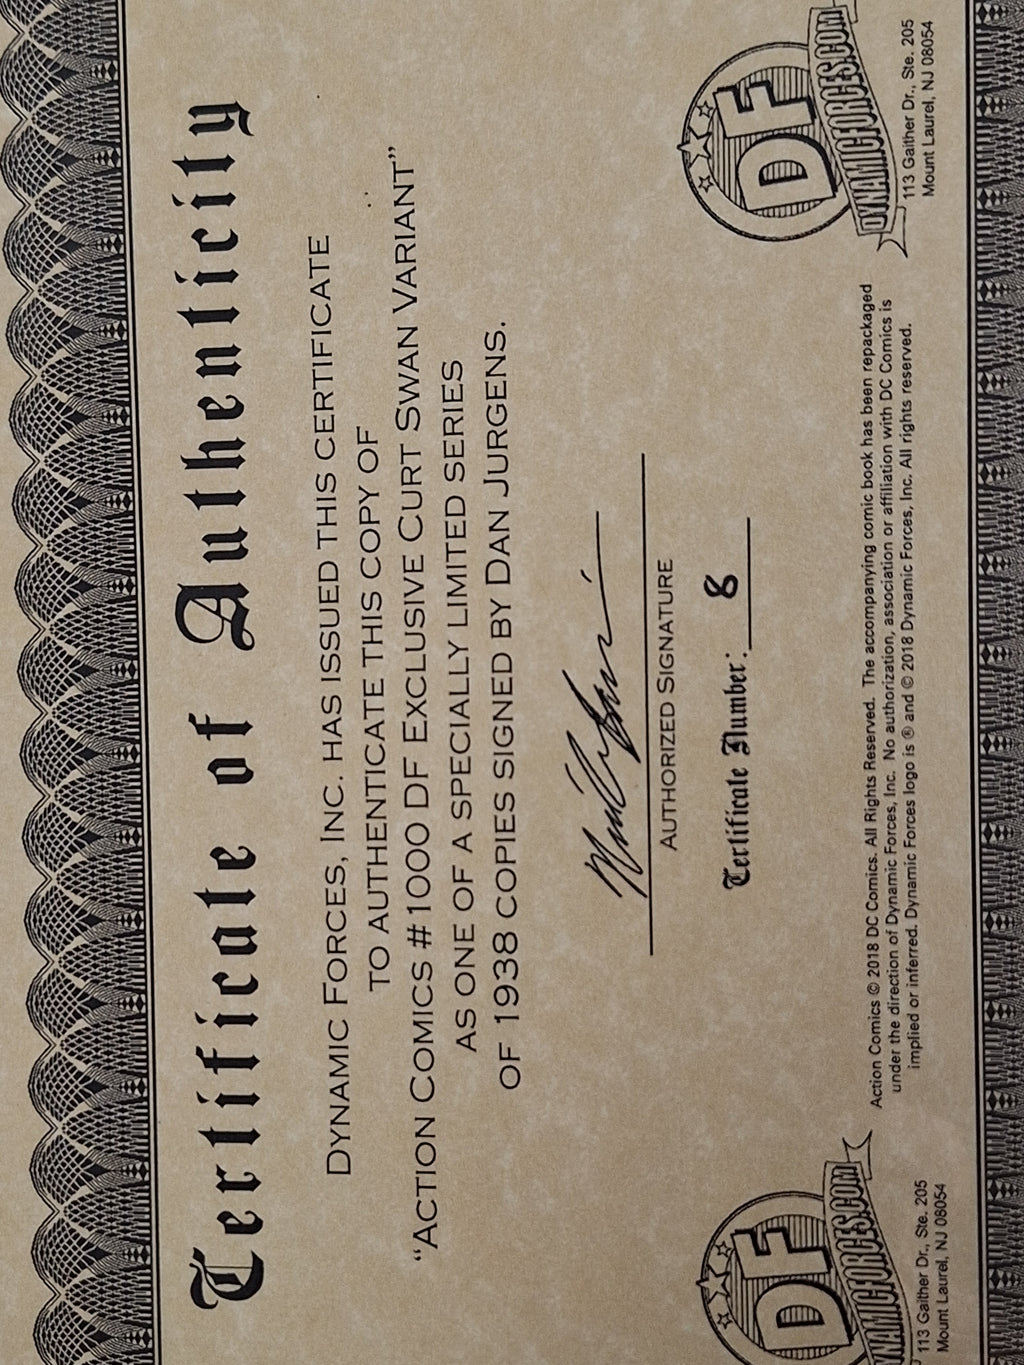 Certificate of Authenticity
DYNAMIC FORCES, INC. HAS ISSUED THIS CERTIFICATE
TO AUTHENTICATE THIS COPY OF
“ACTION COMICS #1000 DF EXCLUSIVE CURT SWAN VARIANT”
AS ONE OF A SPECIALLY LIMITED SERIES
OF 1938 COPIES SIGNED BY DAN JURGENS.
AUTHORIZED SIGNATURE
Certificate Number: 8
DF
DYNAMICFORCES.COM
113 Gaither Dr., Ste. 205
Mount Laurel, NJ 08054
Action Comics © 2018 DC Comics. All Rights Reserved. The accompanying comic book has been repackaged
under the direction of Dynamic Forces, Inc. No authorization, association or affiliation with DC Comics is
implied or inferred. Dynamic Forces logo is ® and © 2018 Dynamic Forces, Inc. All rights reserved.
DF
DYNAMICFORCES.COM
113 Gaither Dr., Ste. 205
Mount Laurel, NJ 08054